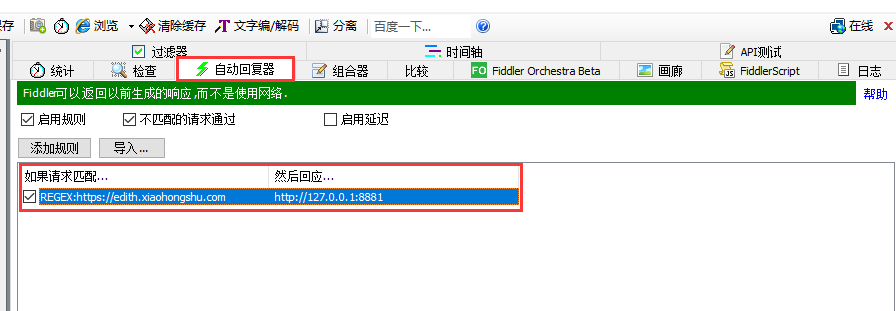 存 浏览 清除缓存 文字编/解码 分离 百度一下... 在线
过滤器 时间轴 API测试
统计 检查 自动回复器 组合器 比较 FO Fiddler Orchestra Beta 画廊 FiddlerScript 日志
Fiddler可以返回以前生成的响应,而不是使用网络. 帮助
启用规则 不匹配的请求通过 启用延迟
添加规则 导入...
如果请求匹配... 然后回应...
REGEX:https://edith.xiaohongshu.com http://127.0.0.1:8881